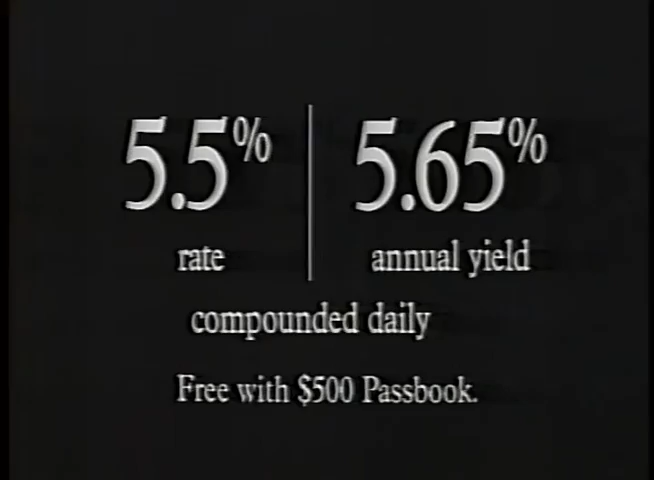 5.5% 5.65%
rate annual yield
compounded daily
Free with $500 Passbook.